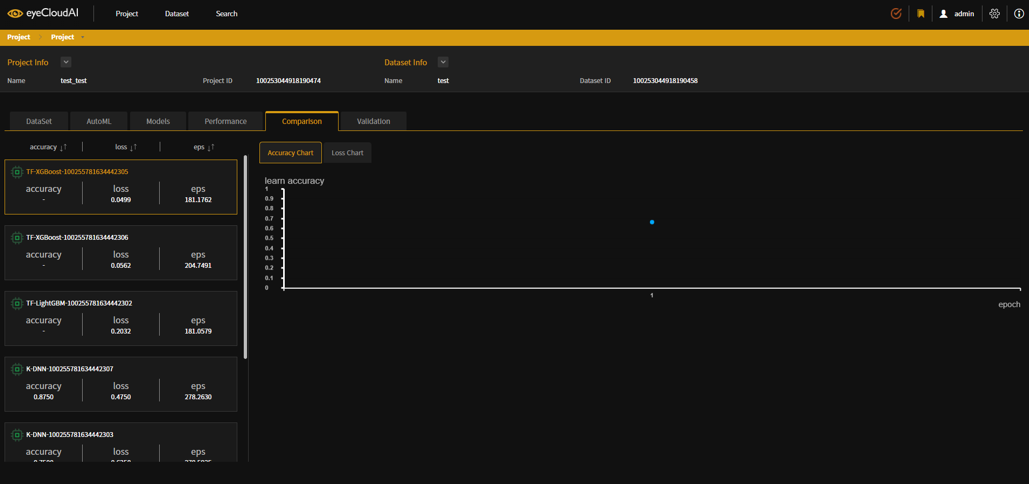 eyeCloudAI Project Dataset Search admin
Project Project
Project Info Dataset Info
Name test_test Project ID 100253044918190474 Name test Dataset ID 100253044918190458
DataSet AutoML Models Performance Comparison Validation
accuracy ↓↑ loss ↓↑ eps ↓↑
Accuracy Chart Loss Chart
TF-XGBoost-100255781634442305
accuracy loss eps
- 0.0499 181.1762
TF-XGBoost-100255781634442306
accuracy loss eps
- 0.0562 204.7491
TF-LightGBM-100255781634442302
accuracy loss eps
- 0.2032 181.0579
K-DNN-100255781634442307
accuracy loss eps
0.8750 0.4750 278.2630
K-DNN-100255781634442303
accuracy loss eps
learn accuracy
1
0.9
0.8
0.7
0.6
0.5
0.4
0.3
0.2
0.1
0
1
epoch